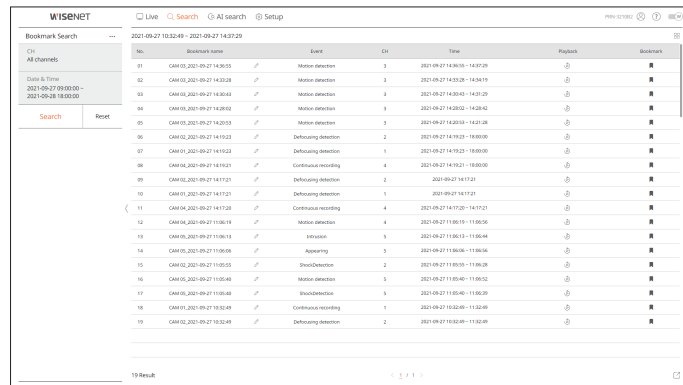 WISENET
Live Search AI search Setup
Bookmark Search ...
CH
All channels
Date & Time
2021-09-27 09:00:00 ~
2021-09-28 18:00:00
Search Reset
2021-09-27 10:32:49 ~ 2021-09-27 14:37:29
No. Bookmark name Event CH Time Playback Bookmark
01 CAM 03_2021-09-27 14:36:55 Motion detection 3 2021-09-27 14:36:55 ~ 14:37:29
02 CAM 03_2021-09-27 14:33:28 Motion detection 3 2021-09-27 14:33:28 ~ 14:34:19
03 CAM 03_2021-09-27 14:30:43 Motion detection 3 2021-09-27 14:30:43 ~ 14:31:29
04 CAM 03_2021-09-27 14:28:02 Motion detection 3 2021-09-27 14:28:02 ~ 14:28:42
05 CAM 03_2021-09-27 14:20:53 Motion detection 3 2021-09-27 14:20:53 ~ 14:21:28
06 CAM 02_2021-09-27 14:19:23 Defocusing detection 2 2021-09-27 14:19:23 ~ 18:00:00
07 CAM 01_2021-09-27 14:19:23 Defocusing detection 1 2021-09-27 14:19:23 ~ 18:00:00
08 CAM 04_2021-09-27 14:19:21 Continuous recording 4 2021-09-27 14:19:21 ~ 18:00:00
09 CAM 02_2021-09-27 14:17:21 Defocusing detection 2 2021-09-27 14:17:21
10 CAM 01_2021-09-27 14:17:21 Defocusing detection 1 2021-09-27 14:17:21
11 CAM 04_2021-09-27 14:17:20 Continuous recording 4 2021-09-27 14:17:20 ~ 14:17:21
12 CAM 04_2021-09-27 11:06:19 Motion detection 4 2021-09-27 11:06:19 ~ 11:06:56
13 CAM 05_2021-09-27 11:06:13 Intrusion 5 2021-09-27 11:06:13 ~ 11:06:44
14 CAM 05_2021-09-27 11:06:06 Appearing 5 2021-09-27 11:06:06 ~ 11:06:56
15 CAM 02_2021-09-27 11:05:55 ShockDetection 2 2021-09-27 11:05:55 ~ 11:06:28
16 CAM 05_2021-09-27 11:05:40 Motion detection 5 2021-09-27 11:05:40 ~ 11:06:52
17 CAM 05_2021-09-27 11:05:40 ShockDetection 5 2021-09-27 11:05:40 ~ 11:06:39
18 CAM 01_2021-09-27 10:32:49 Continuous recording 1 2021-09-27 10:32:49 ~ 11:32:49
19 CAM 02_2021-09-27 10:32:49 Defocusing detection 2 2021-09-27 10:32:49 ~ 11:32:49
19 Result < 1 / 1 >